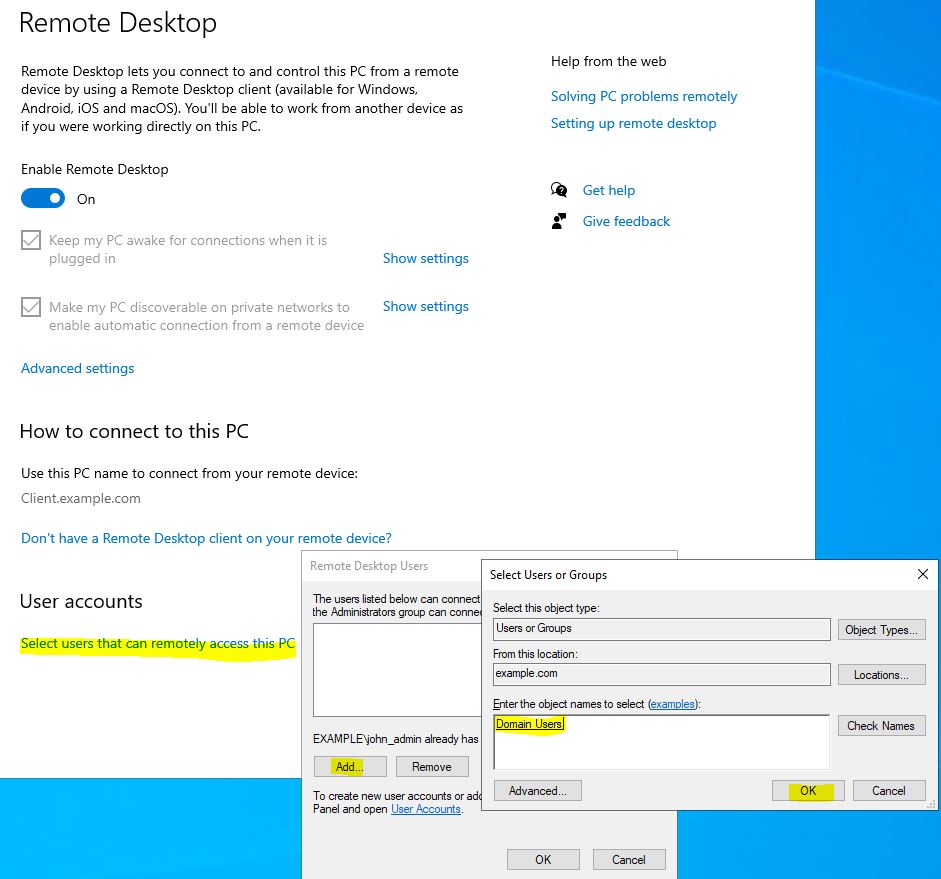 Remote Desktop
Remote Desktop lets you connect to and control this PC from a remote
device by using a Remote Desktop client (available for Windows,
Android, iOS and macOS). You'll be able to work from another device as
if you were working directly on this PC.
Enable Remote Desktop
On
Keep my PC awake for connections when it is
plugged in
Show settings
Make my PC discoverable on private networks to
enable automatic connection from a remote device
Show settings
Advanced settings
How to connect to this PC
Use this PC name to connect from your remote device:
Client.example.com
Don't have a Remote Desktop client on your remote device?
User accounts
Select users that can remotely access this PC
Help from the web
Solving PC problems remotely
Setting up remote desktop
Get help
Give feedback
Remote Desktop Users
The users listed below can connect
the Administrators group can conne
EXAMPLE\john_admin already has
Add...
Remove
To create new user accounts or add
Panel and open User Accounts.
OK
Cancel
Select Users or Groups
Select this object type:
Users or Groups
Object Types...
From this location:
example.com
Locations...
Enter the object names to select (examples):
Domain Users
Check Names
Advanced...
OK
Cancel